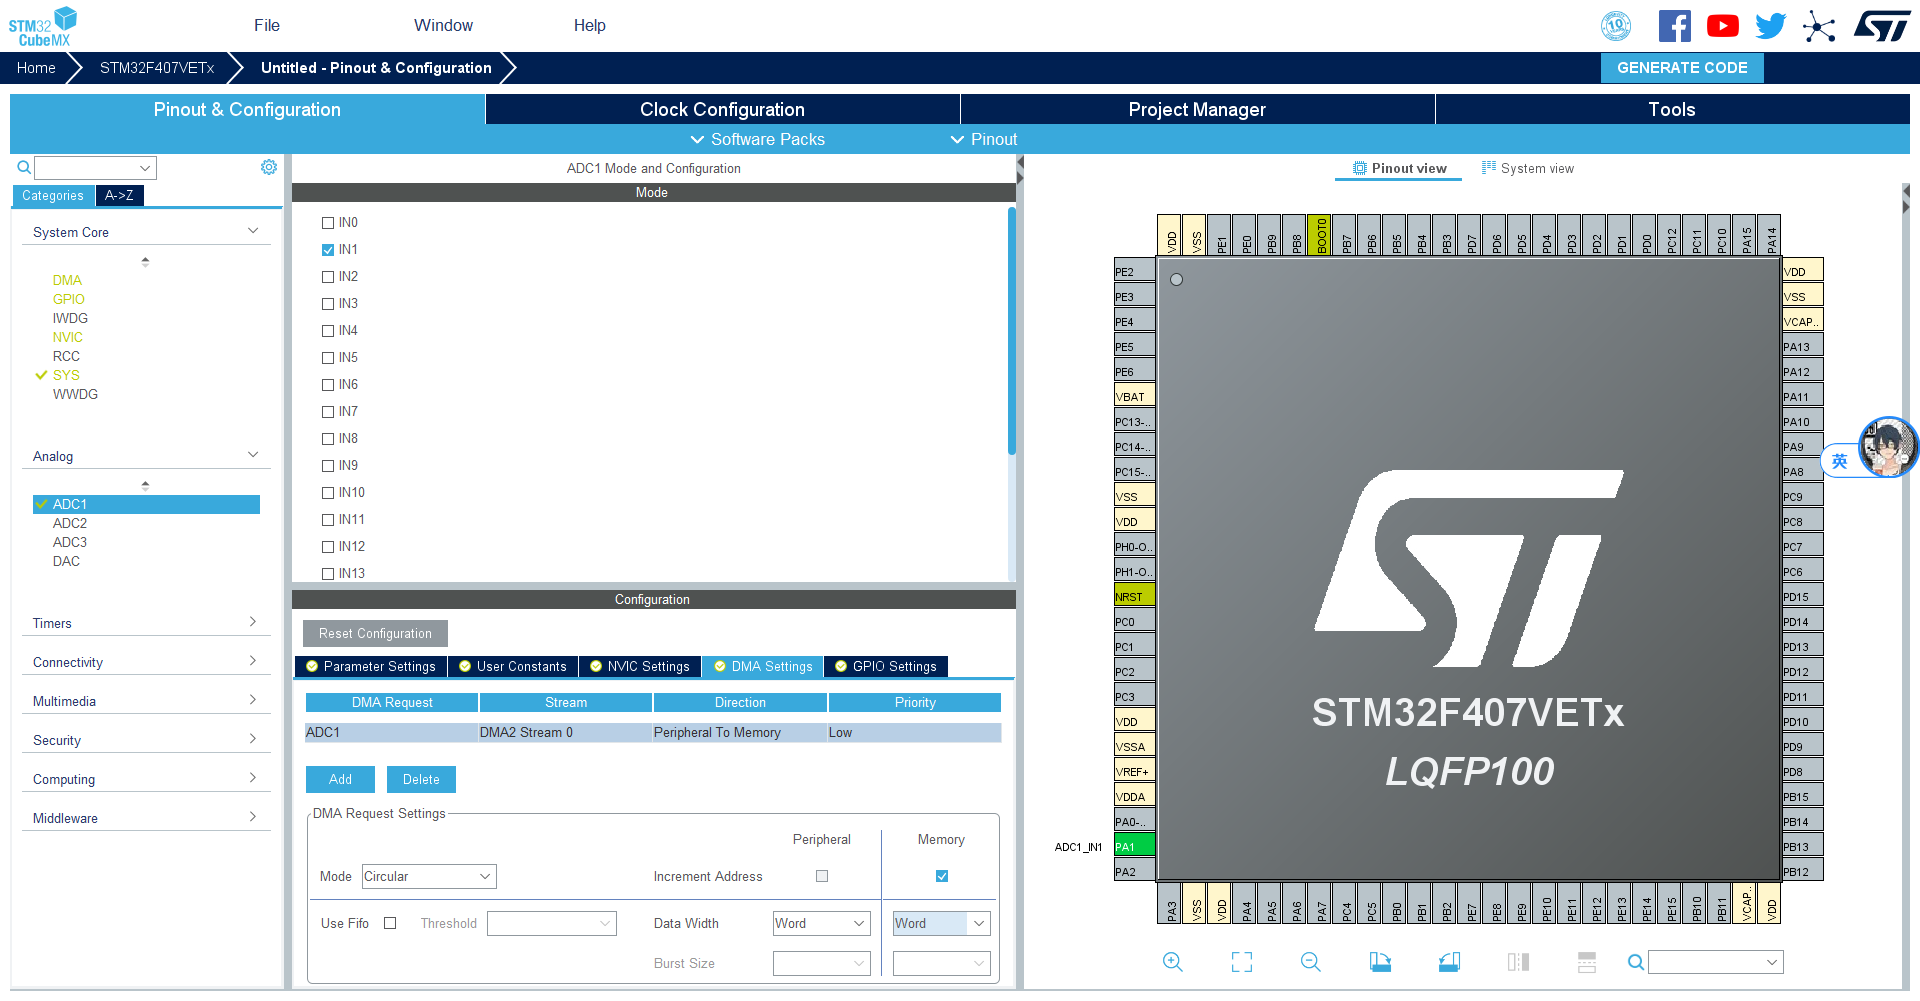 STM32
CubeMX
File
Window
Help
10
Home
STM32F407VETx
Untitled - Pinout & Configuration
GENERATE CODE
Pinout & Configuration
Clock Configuration
Project Manager
Tools
Software Packs
Pinout
Categories
A->Z
System Core
DMA
GPIO
IWDG
NVIC
RCC
SYS
WWDG
Analog
ADC1
ADC2
ADC3
DAC
Timers
Connectivity
Multimedia
Security
Computing
Middleware
ADC1 Mode and Configuration
Mode
IN0
IN1
IN2
IN3
IN4
IN5
IN6
IN7
IN8
IN9
IN10
IN11
IN12
IN13
Configuration
Reset Configuration
Parameter Settings
User Constants
NVIC Settings
DMA Settings
GPIO Settings
DMA Request
Stream
Direction
Priority
ADC1
DMA2 Stream 0
Peripheral To Memory
Low
Add
Delete
DMA Request Settings
Peripheral
Memory
Mode
Circular
Increment Address
Use Fifo
Threshold
Data Width
Word
Word
Burst Size
Pinout view
System view
VDD
VSS
PE1
PE0
PB9
PB8
BOOT0
PB7
PB6
PB5
PB4
PB3
PD7
PD6
PD5
PD4
PD3
PD2
PD1
PD0
PC12
PC11
PC10
PA15
PA14
PE2
PE3
PE4
PE5
PE6
VBAT
PC13-..
PC14-..
PC15-..
VSS
VDD
PH0-O..
PH1-O..
NRST
PC0
PC1
PC2
PC3
VDD
VSSA
VREF+
VDDA
PA0-..
ADC1_IN1
PA1
PA2
ST
STM32F407VETx
LQFP100
VDD
VSS
VCAP..
PA13
PA12
PA11
PA10
PA9
PA8
PC9
PC8
PC7
PC6
PD15
PD14
PD13
PD12
PD11
PD10
PD9
PD8
PB15
PB14
PB13
PB12
PA3
VSS
VDD
PA4
PA5
PA6
PA7
PC4
PC5
PB0
PB1
PB2
PE7
PE8
PE9
PE10
PE11
PE12
PE13
PE14
PE15
PB10
PB11
VCAP..
VDD
英